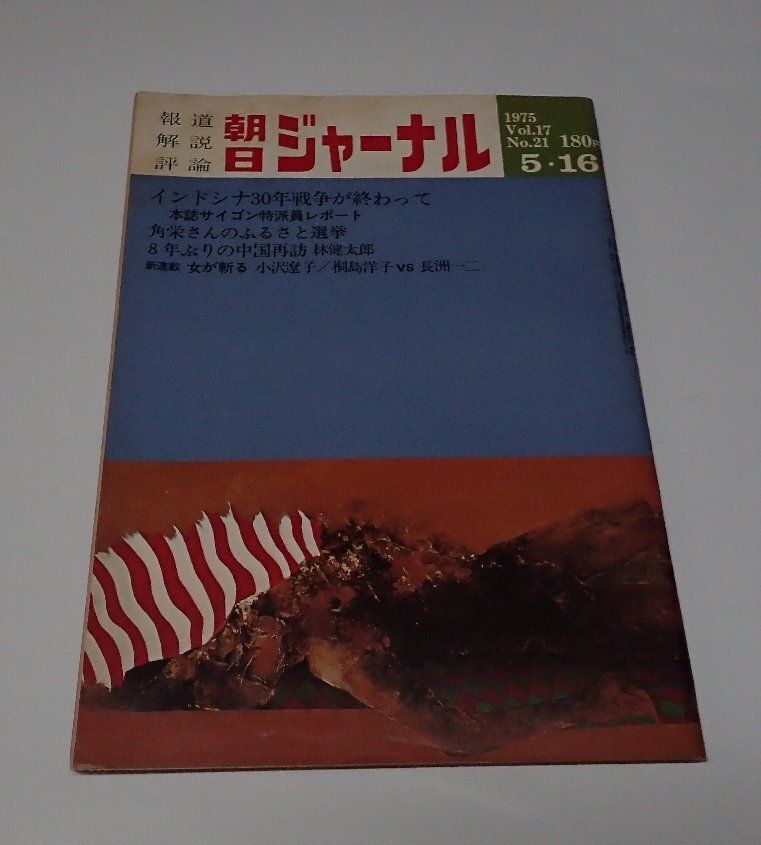 報道
解説
評論
朝日ジャーナル
1975
Vol.17
No.21 180円
5・16
インドシナ30年戦争が終わって
本誌サイゴン特派員レポート
角栄さんのふるさと選挙
8年ぶりの中国再訪 林健太郎
新連載 女が斬る 小沢遼子/桐島洋子 VS 長洲一二